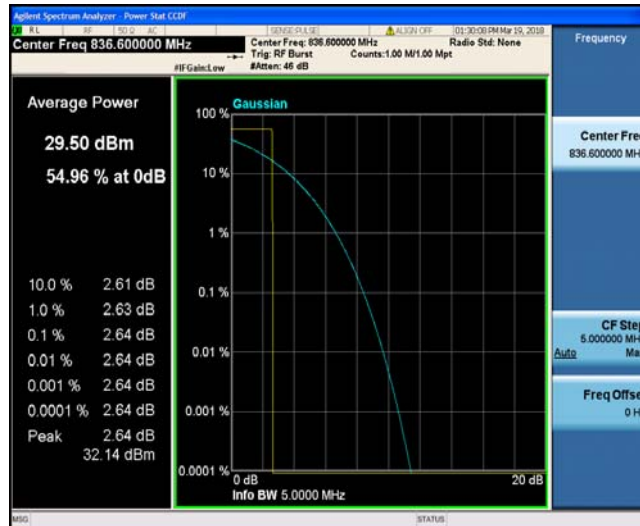 Agilent Spectrum Analyzer - Power Stat CCDF
RL RF 50 Ω AC SENSE:PULSE ALIGN OFF 01:30:08 PM Mar 19, 2018
Center Freq 836.600000 MHz
Center Freq: 836.600000 MHz Radio Std: None
Trig: RF Burst Counts:1.00 M/1.00 Mpt
#IFGain:Low #Atten: 46 dB
Frequency
Average Power
29.50 dBm
54.96 % at 0dB
10.0 % 2.61 dB
1.0 % 2.63 dB
0.1 % 2.64 dB
0.01 % 2.64 dB
0.001 % 2.64 dB
0.0001 % 2.64 dB
Peak 2.64 dB
32.14 dBm
Gaussian
100 %
10 %
1 %
0.1 %
0.01 %
0.001 %
0.0001 %
0 dB 20 dB
Info BW 5.0000 MHz
Center Fre
836.600000 MH
CF Step
5.000000 MH
Auto Ma
Freq Offse
0 H
MSG STATUS